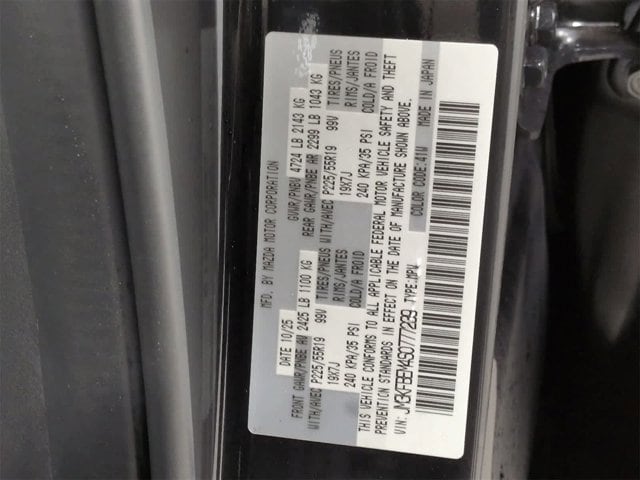 MFD. BY MAZDA MOTOR CORPORATION
DATE 10/25 GVWR/PNBV 4724 LB 2143 KG
FRONT GAWR/PNBE AV 2425 LB 1100 KG REAR GAWR/PNBE AR 2299 LB 1043 KG
WITH/AVEC P225/55R19 99V TIRES/PNEUS WITH/AVEC P225/55R19 99V TIRES/PNEUS
19X7J RIMS/JANTES 19X7J RIMS/JANTES
240 KPA/35 PSI COLD/A FROID 240 KPA/35 PSI COLD/A FROID
THIS VEHICLE CONFORMS TO ALL APPLICABLE FEDERAL MOTOR VEHICLE SAFETY AND THEFT
PREVENTION STANDARDS IN EFFECT ON THE DATE OF MANUFACTURE SHOWN ABOVE.
VIN: TYPE:MPV COLOR CODE:41W MADE IN JAPAN